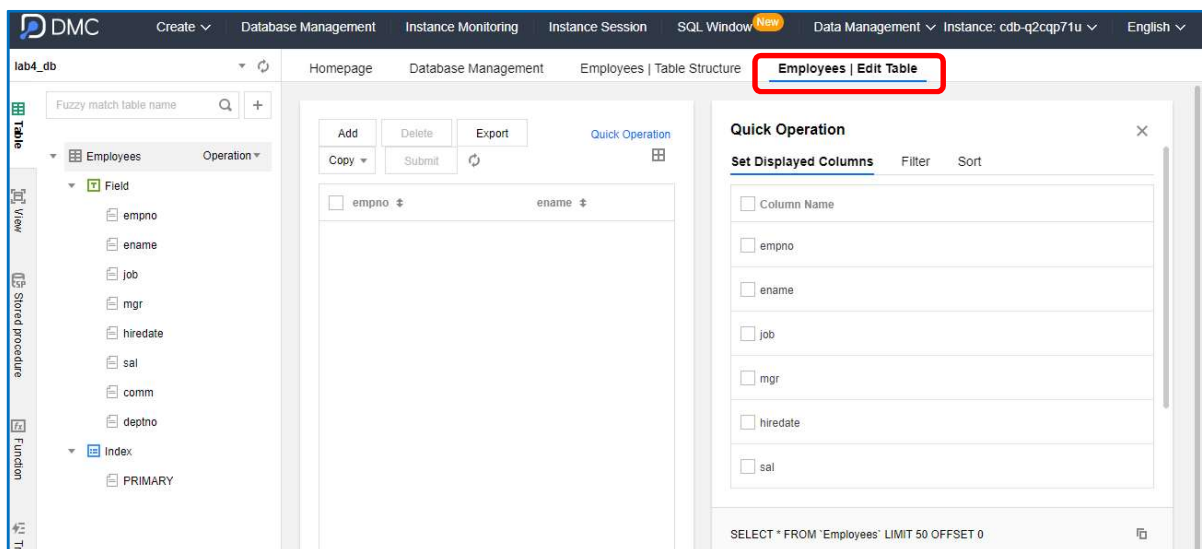 DMC Create Database Management Instance Monitoring Instance Session SQL Window New Data Management Instance: cdb-q2cqp71u English
lab4_db
Homepage Database Management Employees | Table Structure Employees | Edit Table
Table
View
Stored procedure
Function
Fuzzy match table name
Employees Operation
Field
empno
ename
job
mgr
hiredate
sal
comm
deptno
Index
PRIMARY
Add Delete Export Quick Operation
Copy Submit
empno ename
Quick Operation
Set Displayed Columns Filter Sort
Column Name
empno
ename
job
mgr
hiredate
sal
SELECT * FROM `Employees` LIMIT 50 OFFSET 0